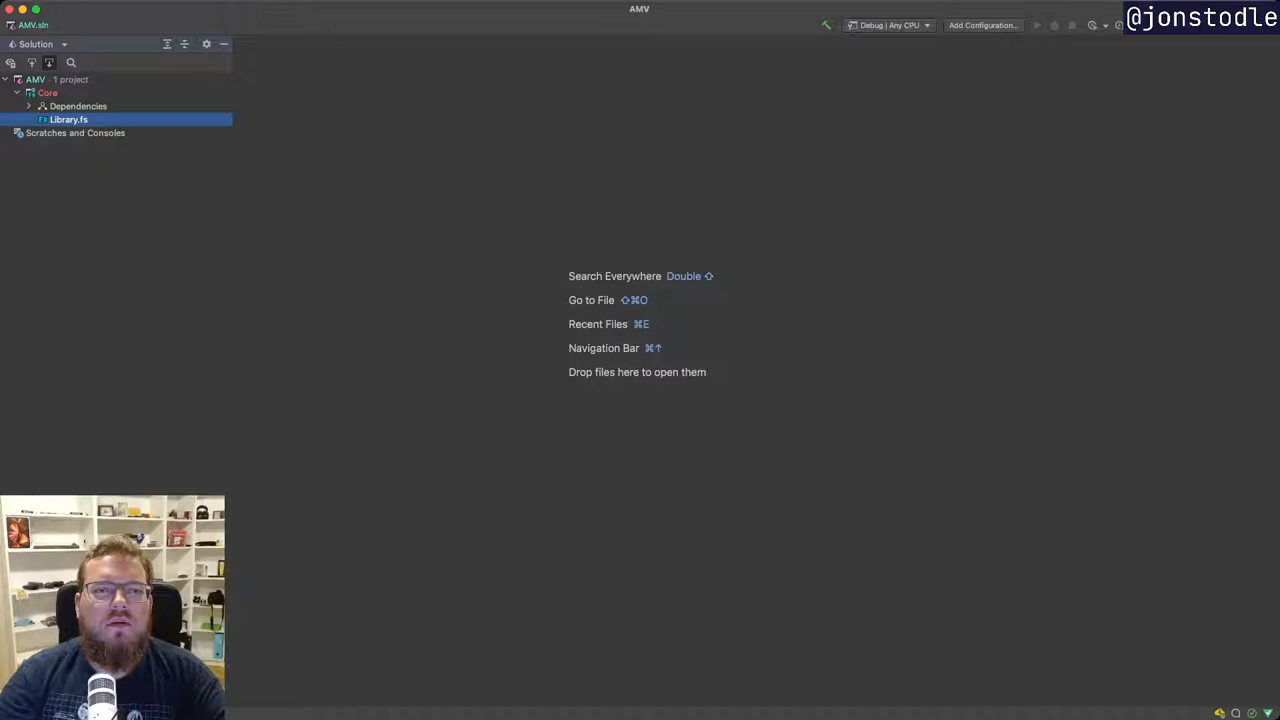 AMV
@jonstodle
AMV.sln
Debug | Any CPU
Add Configuration...
Solution
AMV · 1 project
Core
Dependencies
F# Library.fs
Scratches and Consoles
Search Everywhere Double ⇧
Go to File ⇧⌘O
Recent Files ⌘E
Navigation Bar ⌘↑
Drop files here to open them